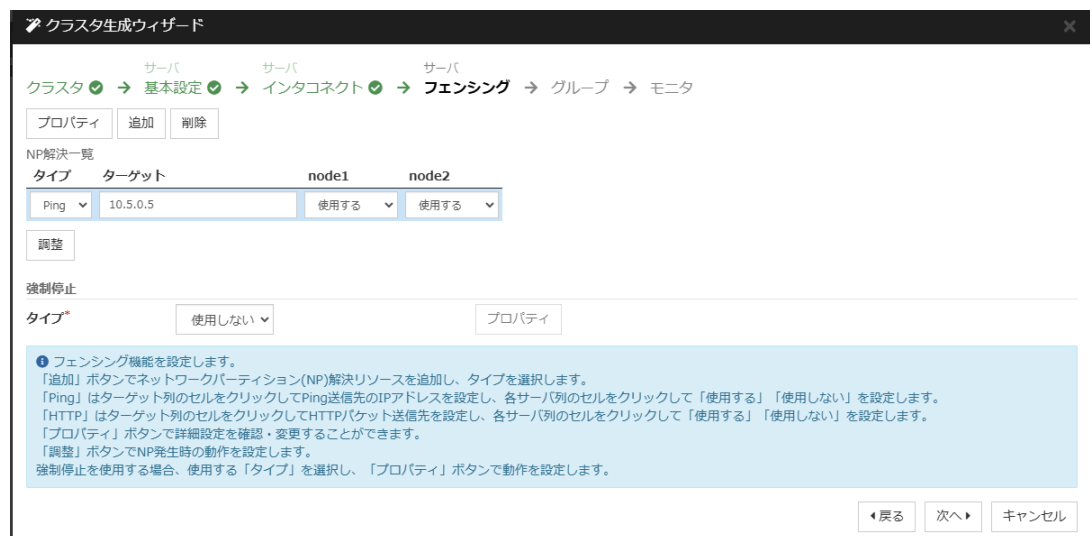 クラスタ生成ウィザード
サーバ サーバ サーバ
クラスタ → 基本設定 → インタコネクト → フェンシング → グループ → モニタ
プロパティ 追加 削除
NP解決一覧
タイプ ターゲット node1 node2
Ping 10.5.0.5 使用する 使用する
調整
強制停止
タイプ* 使用しない プロパティ
フェンシング機能を設定します。
「追加」ボタンでネットワークパーティション(NP)解決リソースを追加し、タイプを選択します。
「Ping」はターゲット列のセルをクリックしてPing送信先のIPアドレスを設定し、各サーバ列のセルをクリックして「使用する」「使用しない」を設定します。
「HTTP」はターゲット列のセルをクリックしてHTTPパケット送信先を設定し、各サーバ列のセルをクリックして「使用する」「使用しない」を設定します。
「プロパティ」ボタンで詳細設定を確認・変更することができます。
「調整」ボタンでNP発生時の動作を設定します。
強制停止を使用する場合、使用する「タイプ」を選択し、「プロパティ」ボタンで動作を設定します。
戻る 次へ キャンセル